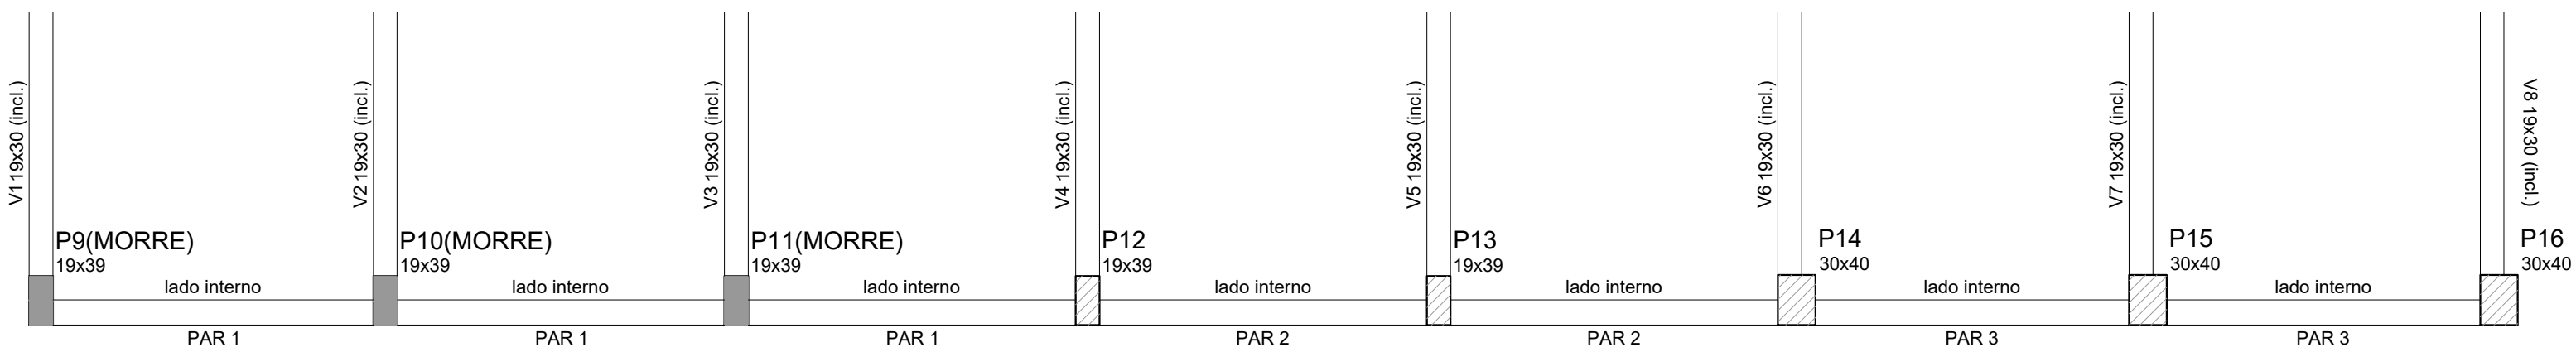 V1 19x30 (incl.)
V2 19x30 (incl.)
V3 19x30 (incl.)
V4 19x30 (incl.)
V5 19x30 (incl.)
V6 19x30 (incl.)
V7 19x30 (incl.)
V8 19x30 (incl.)
P9(MORRE)
19x39
P10(MORRE)
19x39
P11(MORRE)
19x39
P12
19x39
P13
19x39
P14
30x40
P15
30x40
P16
30x40
lado interno
lado interno
lado interno
lado interno
lado interno
lado interno
lado interno
PAR 1
PAR 1
PAR 1
PAR 2
PAR 2
PAR 3
PAR 3